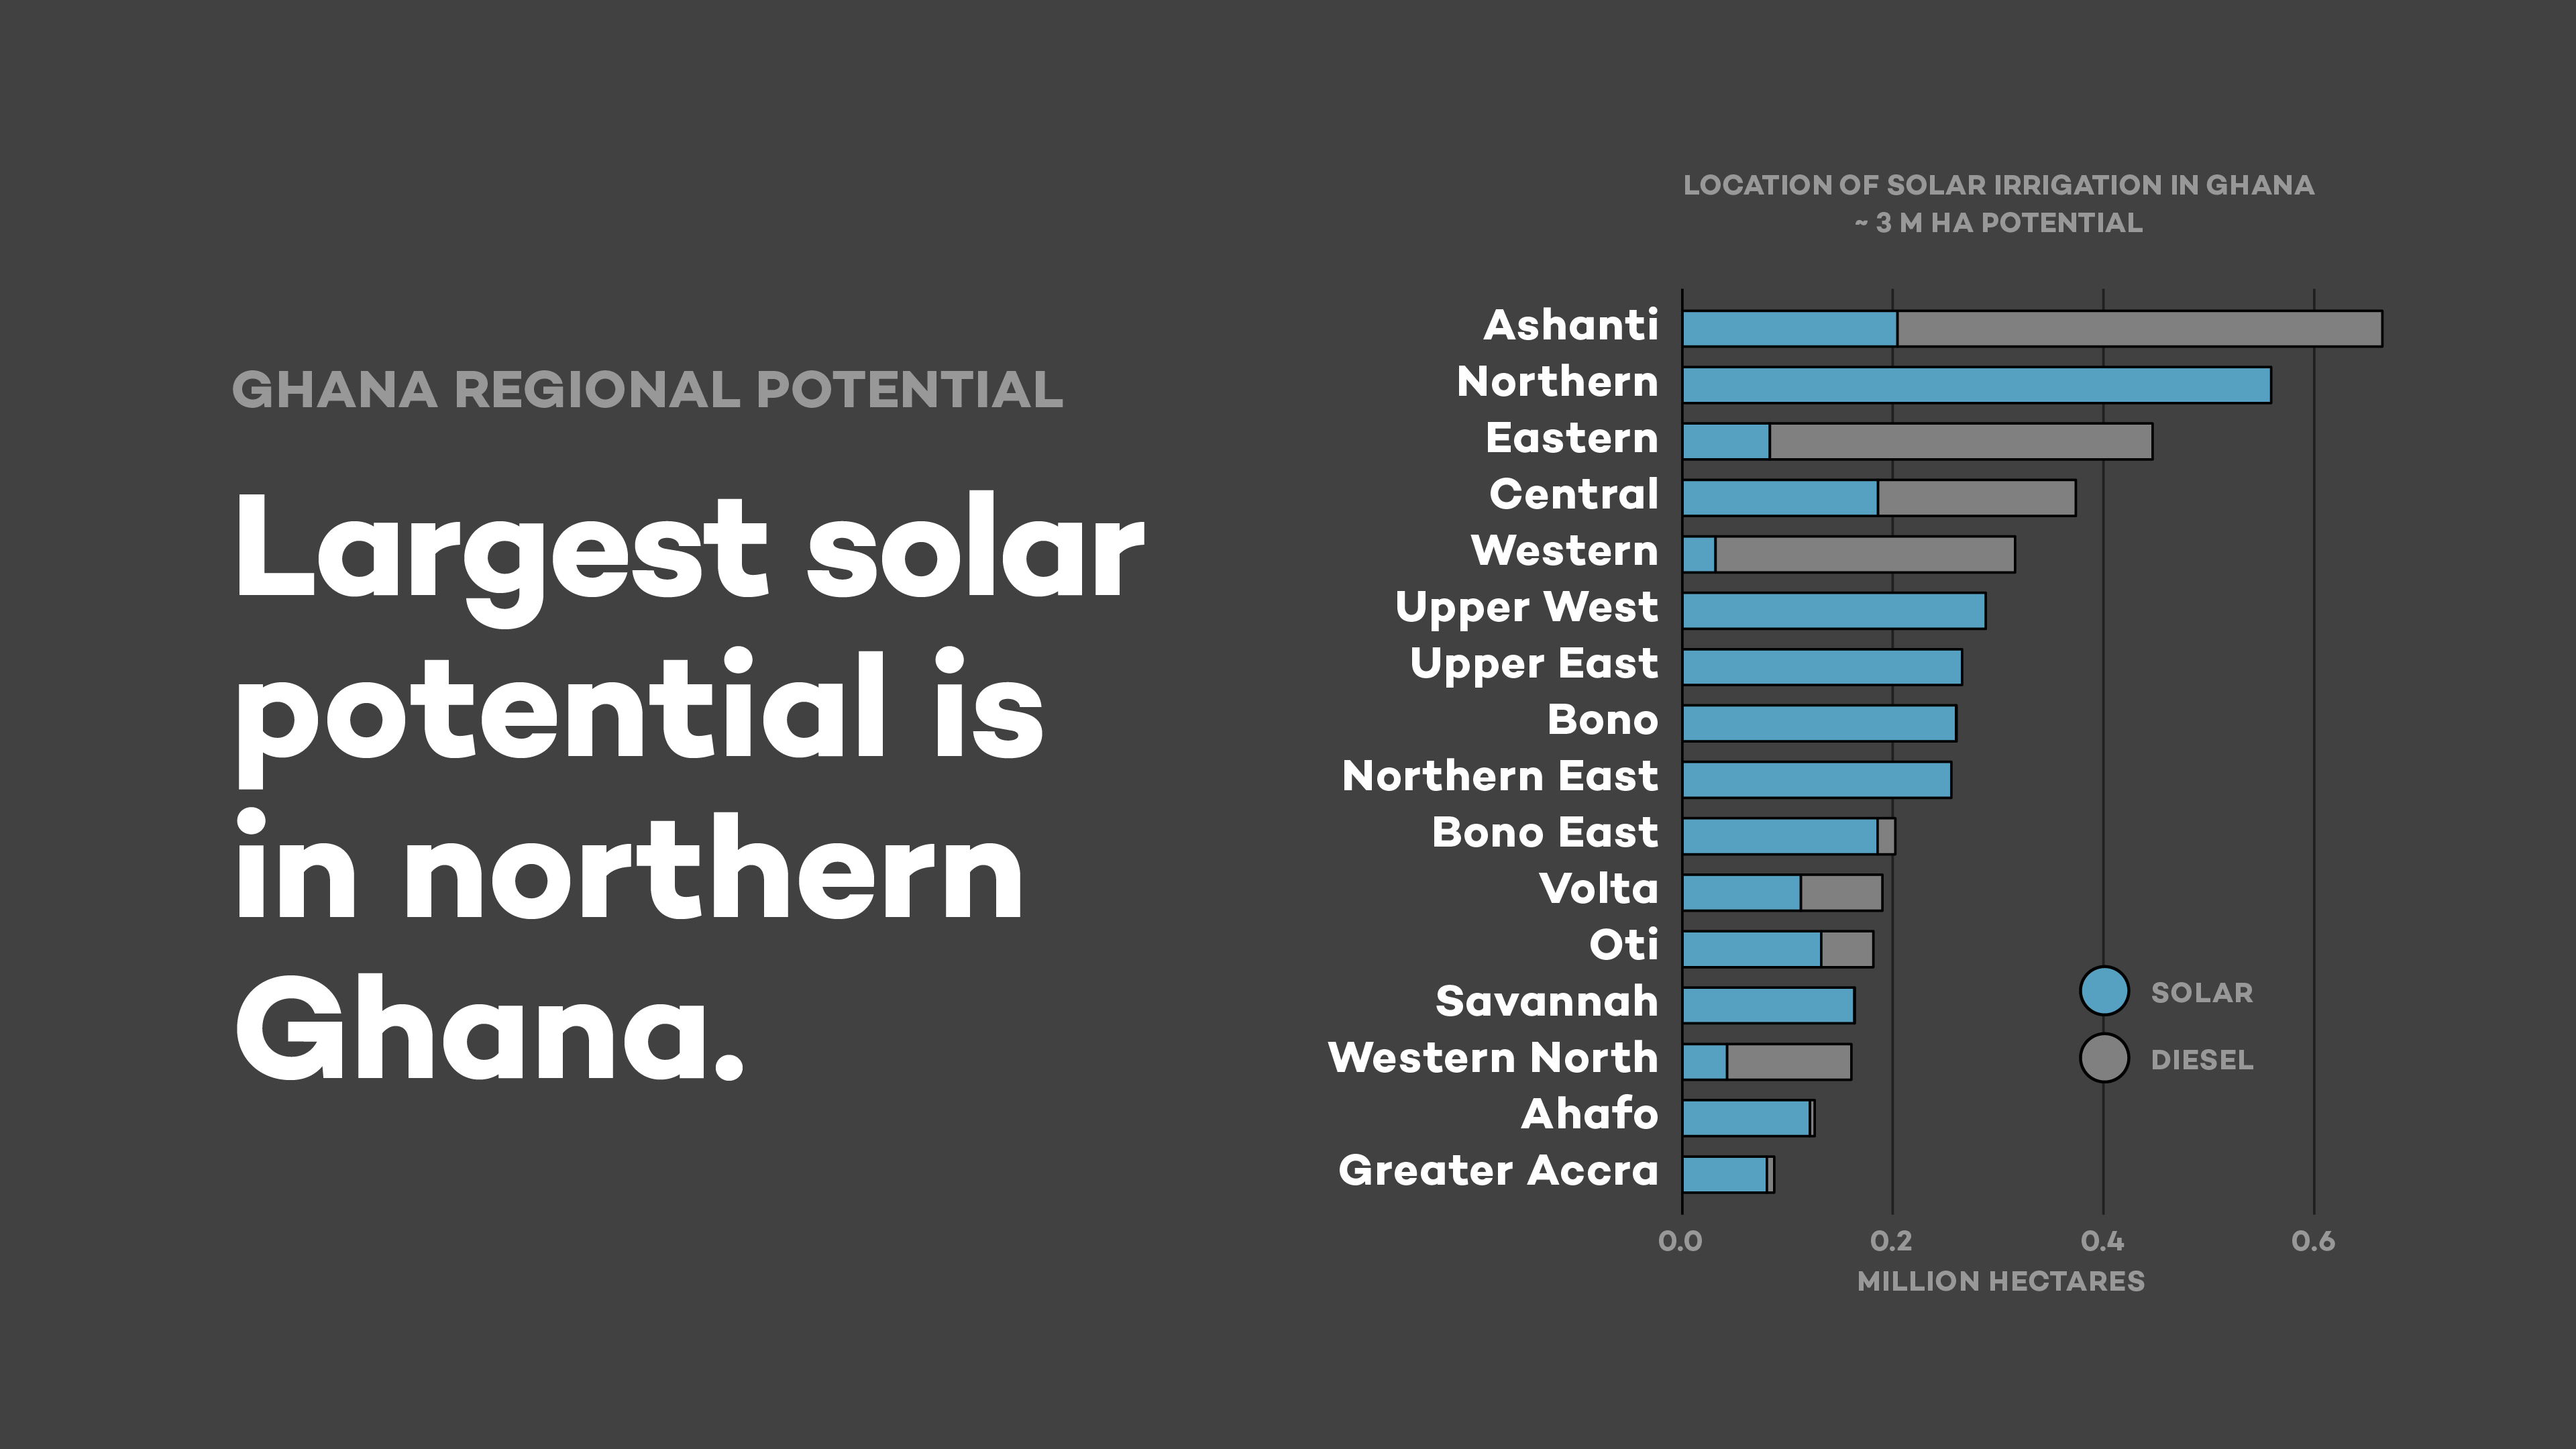 GHANA REGIONAL POTENTIAL
Largest solar
potential is
in northern
Ghana.
LOCATION OF SOLAR IRRIGATION IN GHANA
~ 3 M HA POTENTIAL
Ashanti
Northern
Eastern
Central
Western
Upper West
Upper East
Bono
Northern East
Bono East
Volta
Oti
Savannah
Western North
Ahafo
Greater Accra
SOLAR
DIESEL
0.0 0.2 0.4 0.6
MILLION HECTARES